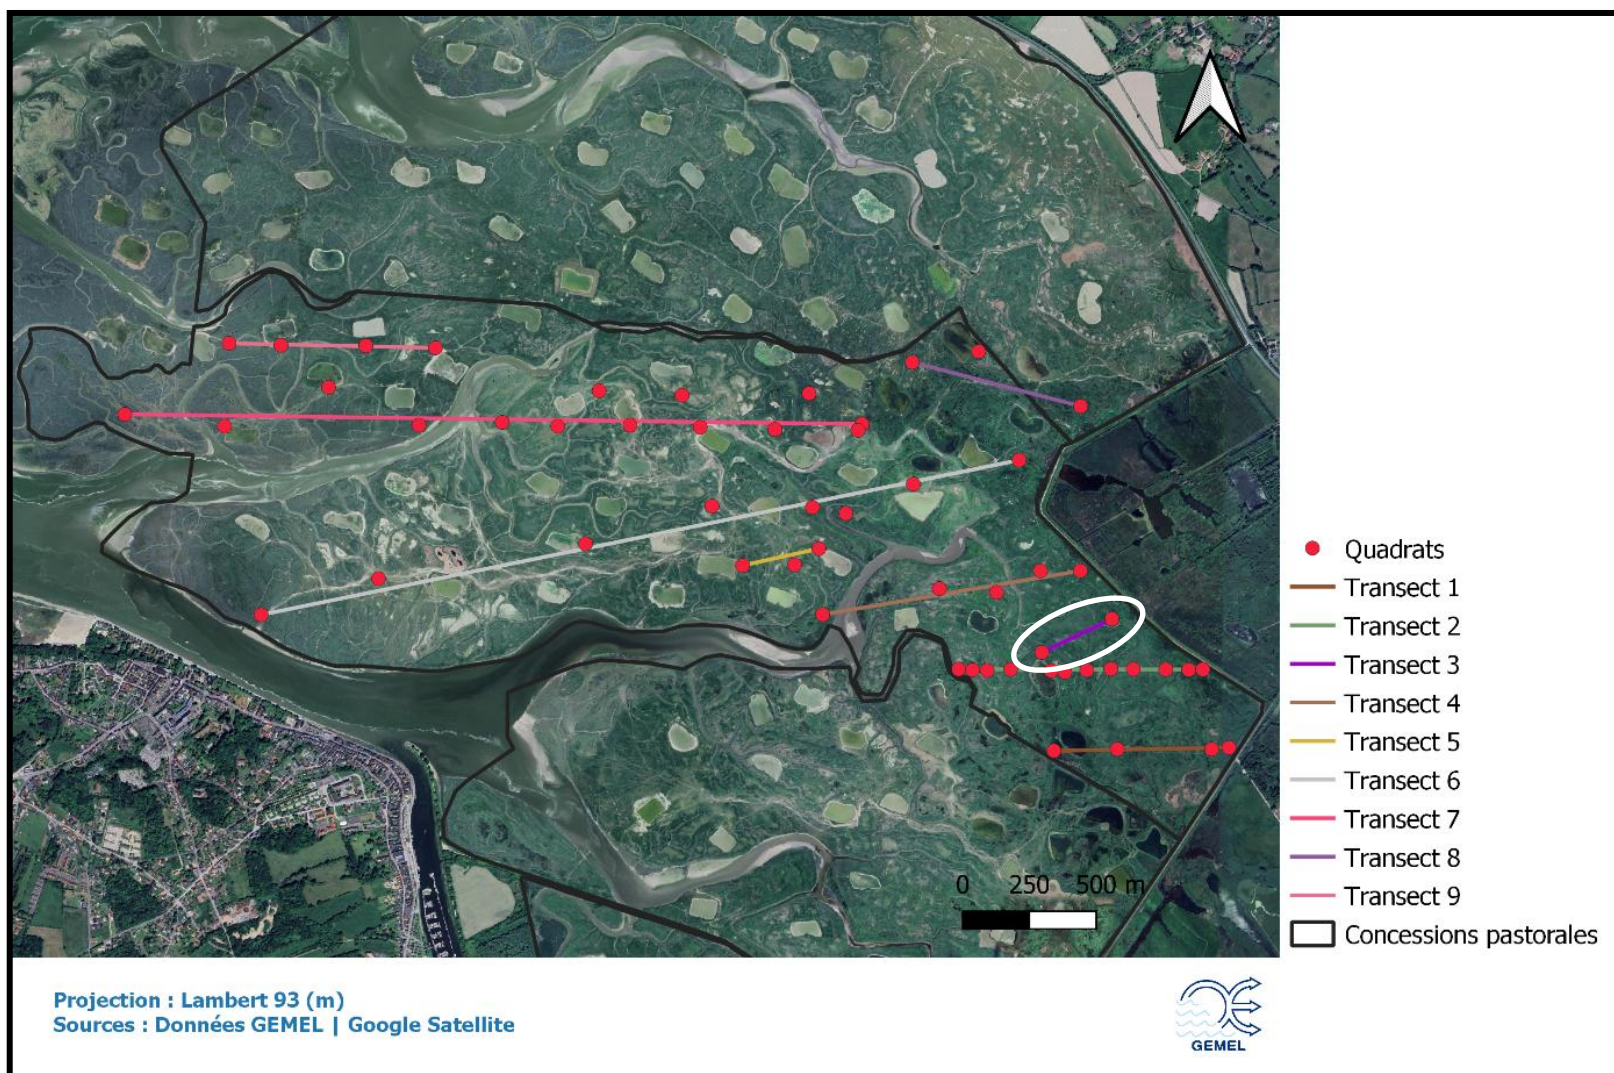 Quadrats
Transect 1
Transect 2
Transect 3
Transect 4
Transect 5
Transect 6
Transect 7
Transect 8
Transect 9
Concessions pastorales
0 250 500 m
Projection : Lambert 93 (m)
Sources : Données GEMEL | Google Satellite
GEMEL